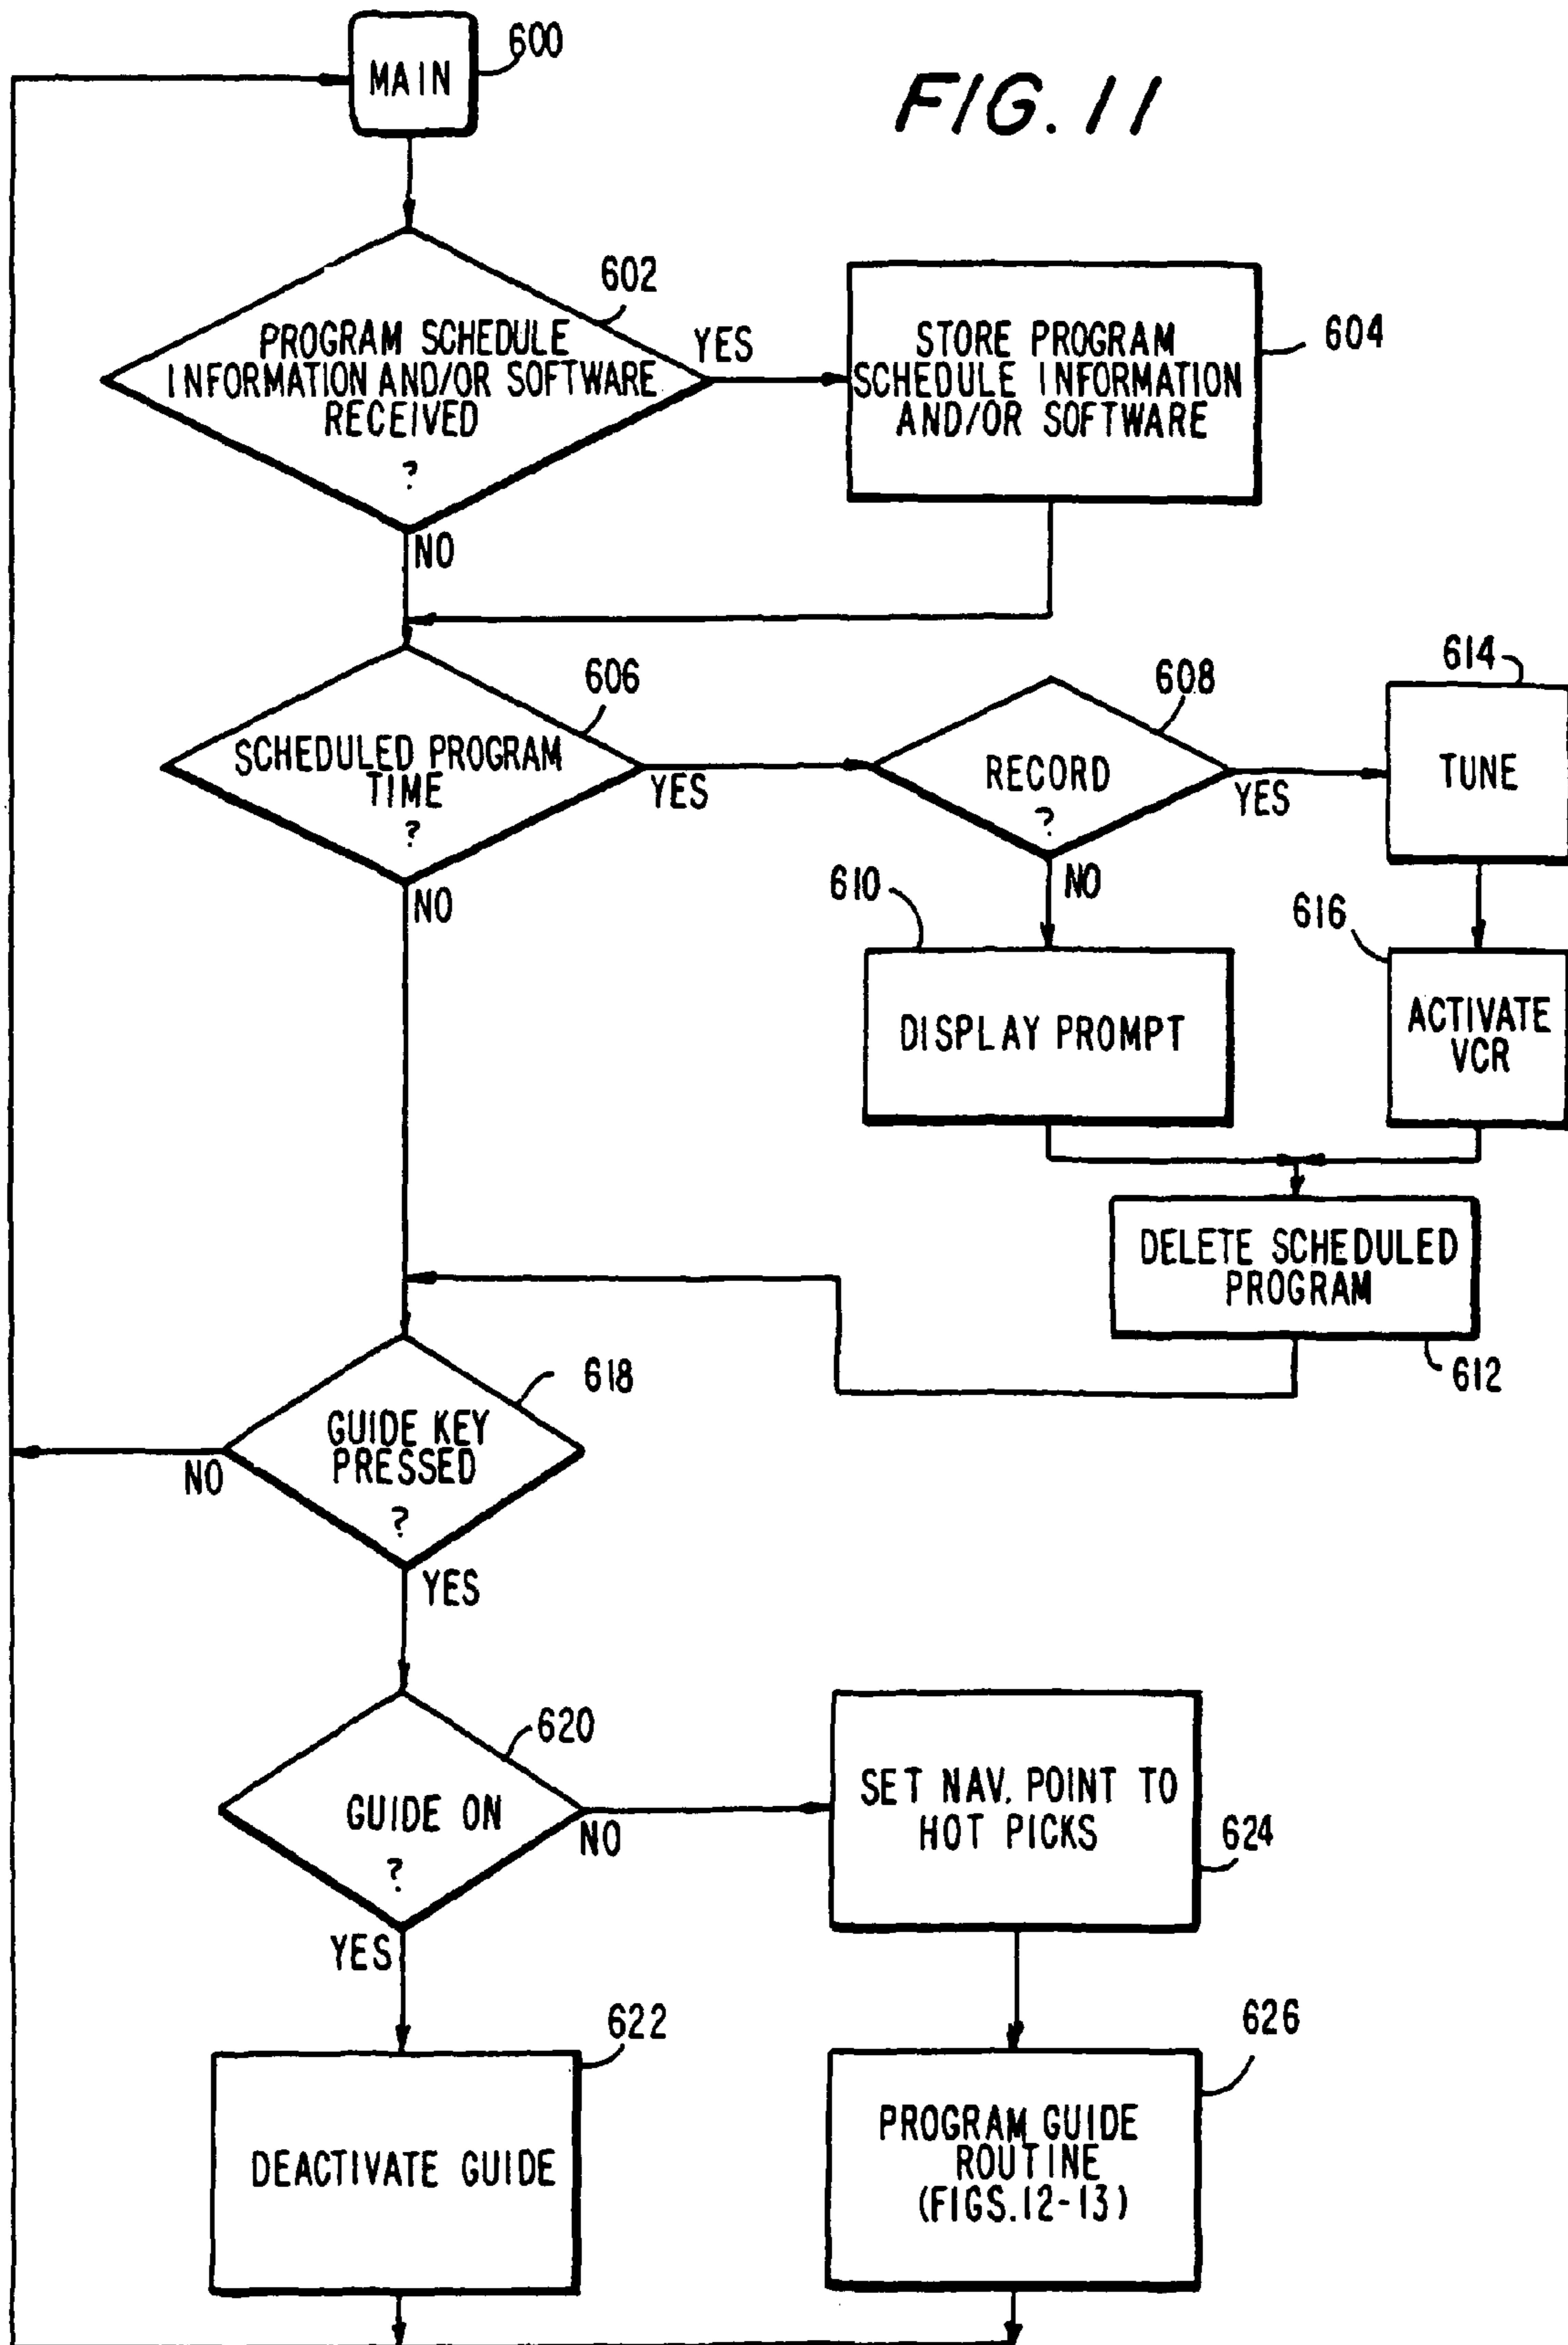 600
MAIN
FIG. 11
602
PROGRAM SCHEDULE
INFORMATION AND/OR SOFTWARE
RECEIVED
?
YES
STORE PROGRAM
SCHEDULE INFORMATION
AND/OR SOFTWARE
604
NO
606
SCHEDULED PROGRAM
TIME
?
YES
608
RECORD
?
YES
614
TUNE
NO
NO
610
DISPLAY PROMPT
616
ACTIVATE
VCR
DELETE SCHEDULED
PROGRAM
612
618
GUIDE KEY
PRESSED
?
NO
YES
620
GUIDE ON
?
NO
SET NAV. POINT TO
HOT PICKS
624
YES
622
DEACTIVATE GUIDE
626
PROGRAM GUIDE
ROUTINE
(FIGS.12-13)